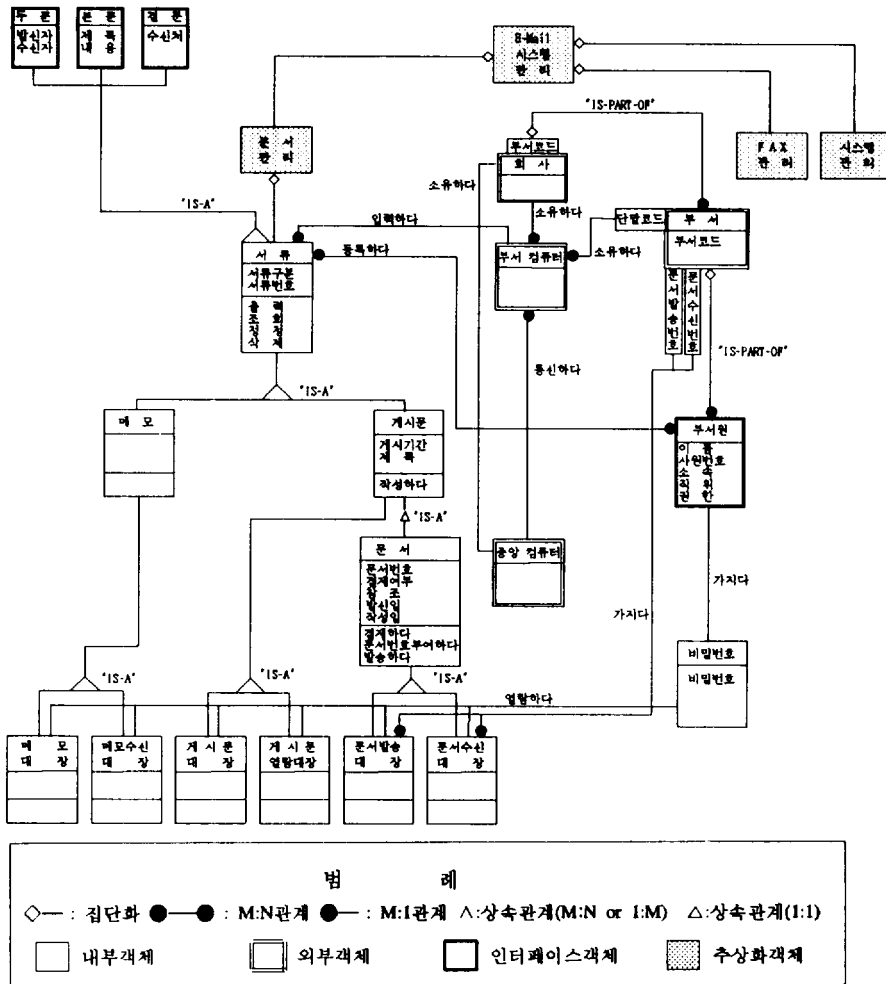 두 문
발신자
수신자
본 문
제 목
내 용
결 문
수신처
E-Mail
시스템
관 리
"IS-PART-OF"
문 서
관 리
부서코드
회 사
FAX
관 리
시스템
관 리
"IS-A"
소유하다
입력하다
소유하다
단말코드
부 서
부서코드
등록하다
서 류
서류구분
서류번호
출 력
조 회
정 정
삭 제
부서 컴퓨터
소유하다
문서발송번호
문서수신번호
통신하다
"IS-PART-OF"
"IS-A"
메 모
게시문
게시기간
제 목
작성하다
부서원
이 름
사원번호
소 속
직 위
권 한
"IS-A"
문 서
문서번호
결재여부
참 조
발신일
작성일
결재하다
문서번호부여하다
발송하다
중앙 컴퓨터
가지다
가지다
비밀번호
비밀번호
"IS-A"
"IS-A"
"IS-A"
열람하다
메 모
대 장
메모수신
대 장
게 시 문
대 장
게 시 문
열람대장
문서발송
대 장
문서수신
대 장
범 례
: 집단화 : M:N관계 : M:1관계 ∧:상속관계(M:N or 1:M) △:상속관계(1:1)
내부객체 외부객체 인터페이스객체 추상화객체